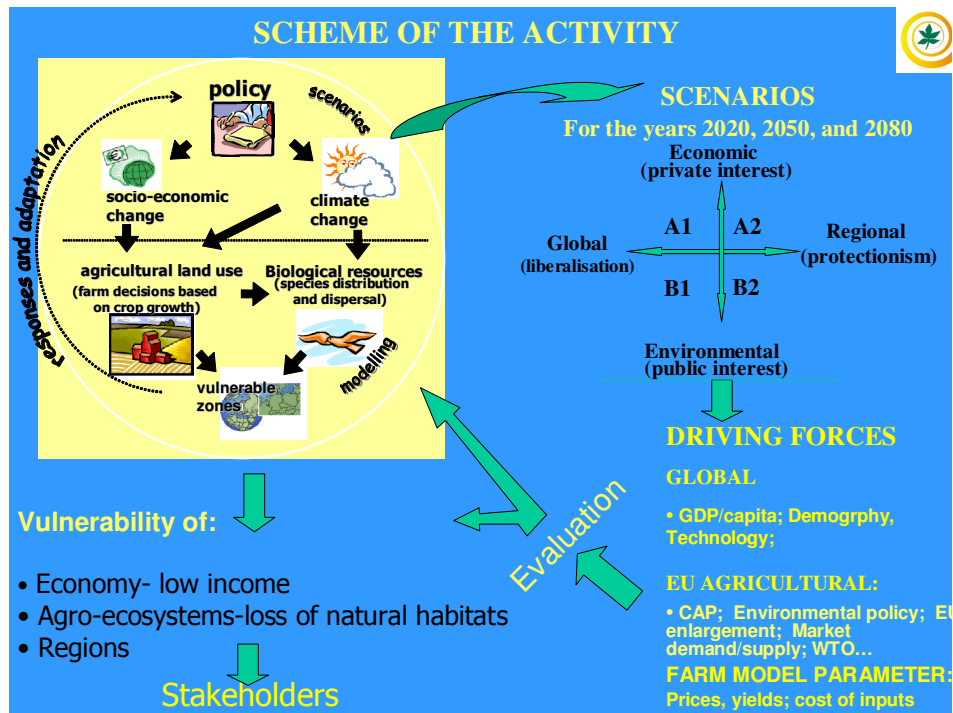 SCHEME OF THE ACTIVITY
policy
scenarios
responses and adaptation
socio-economic
change
climate
change
agricultural land use
(farm decisions based
on crop growth)
Biological resources
(species distribution
and dispersal)
modelling
vulnerable
zones
SCENARIOS
For the years 2020, 2050, and 2080
Economic
(private interest)
A1 A2
Global
(liberalisation)
Regional
(protectionism)
B1 B2
Environmental
(public interest)
DRIVING FORCES
GLOBAL
• GDP/capita; Demogrphy,
Technology;
EU AGRICULTURAL:
• CAP; Environmental policy; EU
enlargement; Market
demand/supply; WTO…
FARM MODEL PARAMETER:
Prices, yields; cost of inputs
Evaluation
Vulnerability of:
• Economy- low income
• Agro-ecosystems-loss of natural habitats
• Regions
Stakeholders